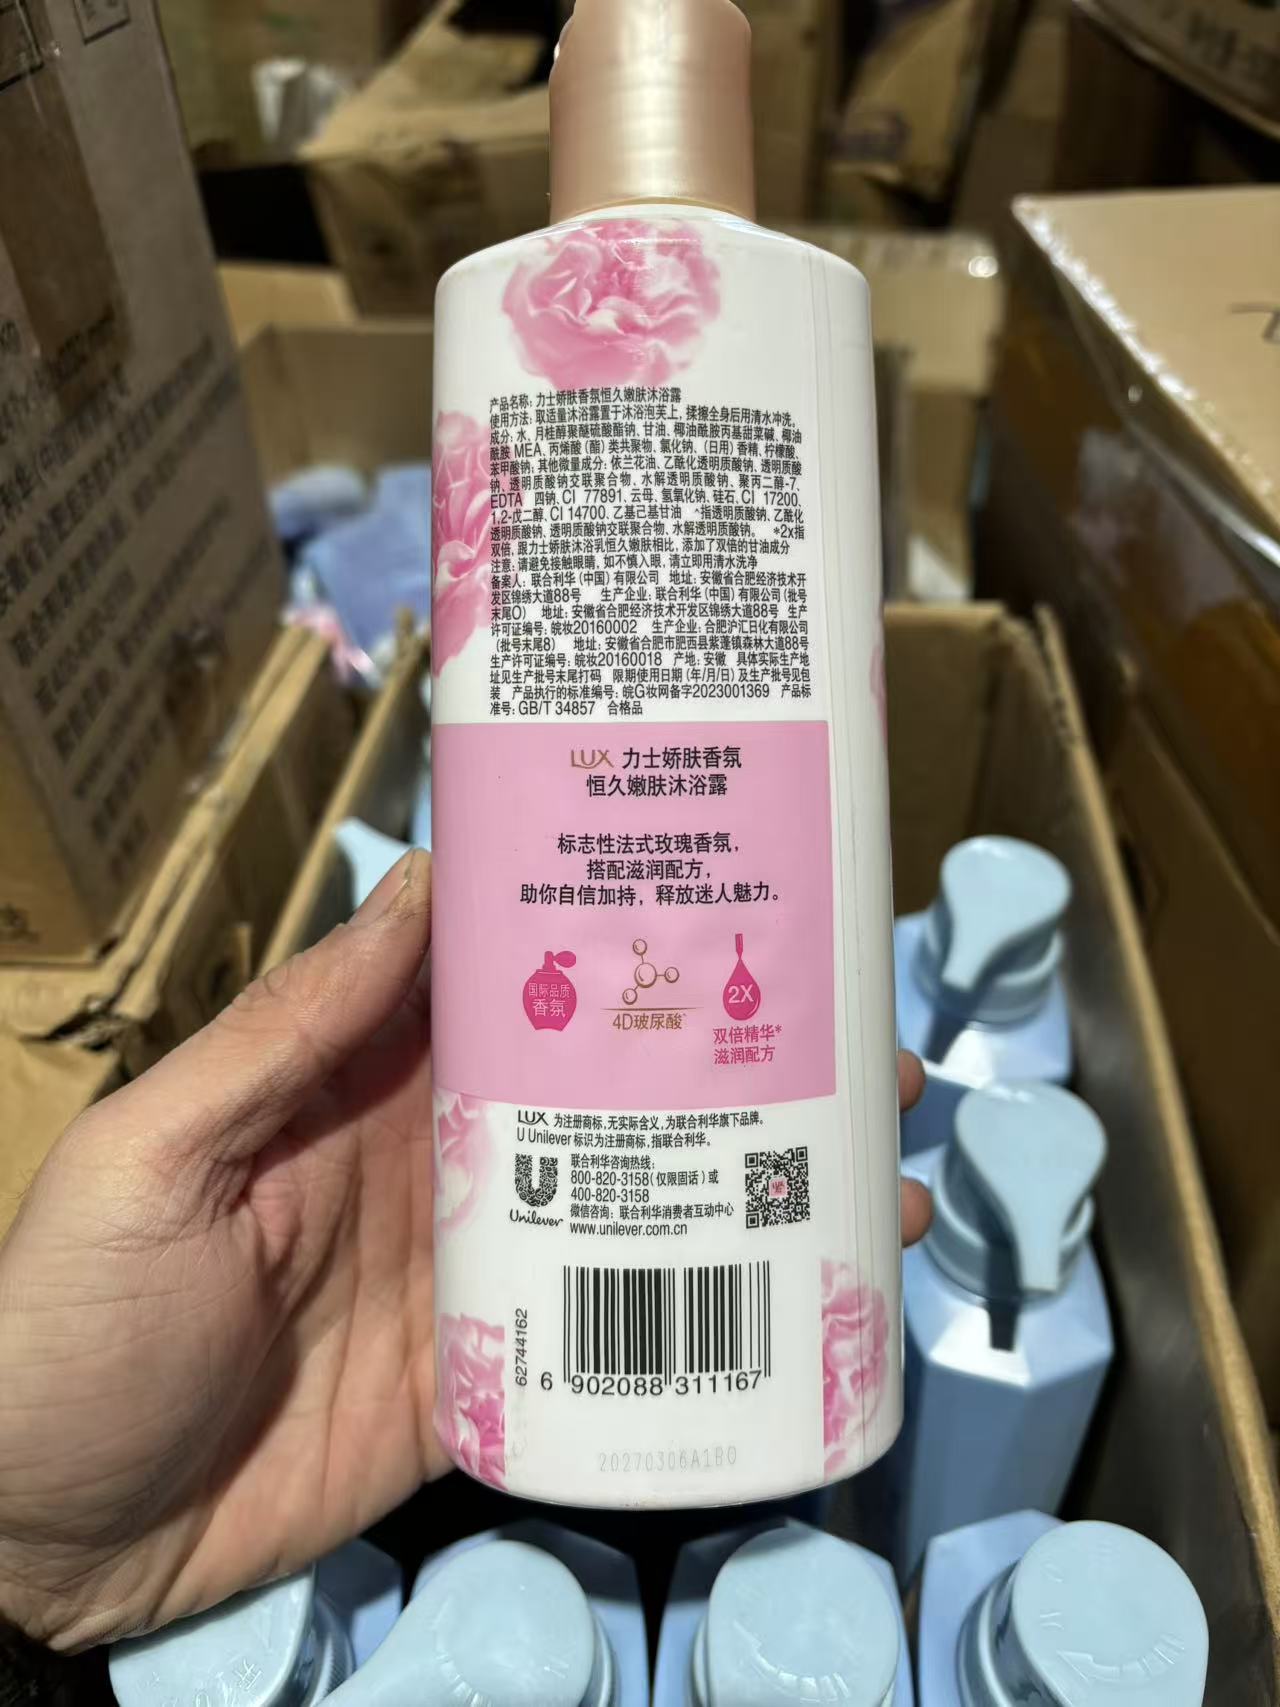 产品名称: 力士娇肤香氛恒久嫩肤沐浴露
使用方法: 取适量沐浴露置于沐浴泡芙上, 揉擦全身后用清水冲洗。
成分: 水、月桂醇聚醚硫酸酯钠、甘油、椰油酰胺丙基甜菜碱、椰油
酰胺 MEA、丙烯酸 (酯) 类共聚物、氯化钠、(日用) 香精、柠檬酸、
苯甲酸钠; 其他微量成分: 依兰花油、乙酰化透明质酸钠、透明质酸
钠、透明质酸钠交联聚合物、水解透明质酸钠、聚丙二醇-7、
EDTA 四钠、CI 77891、云母、氢氧化钠、硅石、CI 17200、
1,2-戊二醇、CI 14700、乙基己基甘油 ^指透明质酸钠、乙酰化
透明质酸钠、透明质酸钠交联聚合物、水解透明质酸钠。 *2x指
双倍, 跟力士娇肤沐浴乳恒久嫩肤相比, 添加了双倍的甘油成分
注意: 请避免接触眼睛, 如不慎入眼, 请立即用清水洗净
备案人: 联合利华 (中国) 有限公司 地址: 安徽省合肥经济技术开
发区锦绣大道88号 生产企业: 联合利华 (中国) 有限公司 (批号
末尾O) 地址: 安徽省合肥经济技术开发区锦绣大道88号 生产
许可证编号: 皖妆20160002 生产企业: 合肥沪汇日化有限公司
(批号末尾8) 地址: 安徽省合肥市肥西县紫蓬镇森林大道88号
生产许可证编号: 皖妆20160018 产地: 安徽 具体实际生产地
址见生产批号末尾打码 限期使用日期 (年/月/日) 及生产批号见包
装 产品执行的标准编号: 皖G妆网备字2023001369 产品标
准号: GB/T 34857 合格品
LUX 力士娇肤香氛
恒久嫩肤沐浴露
标志性法式玫瑰香氛,
搭配滋润配方,
助你自信加持, 释放迷人魅力。
国际品质
香氛
4D玻尿酸^
2X
双倍精华*
滋润配方
LUX 为注册商标, 无实际含义, 为联合利华旗下品牌。
U Unilever 标识为注册商标, 指联合利华。
Unilever
联合利华咨询热线:
800-820-3158 (仅限固话) 或
400-820-3158
微信咨询: 联合利华消费者互动中心
www.unilever.com.cn
62744162
6 902088 311167
20270306A1B0